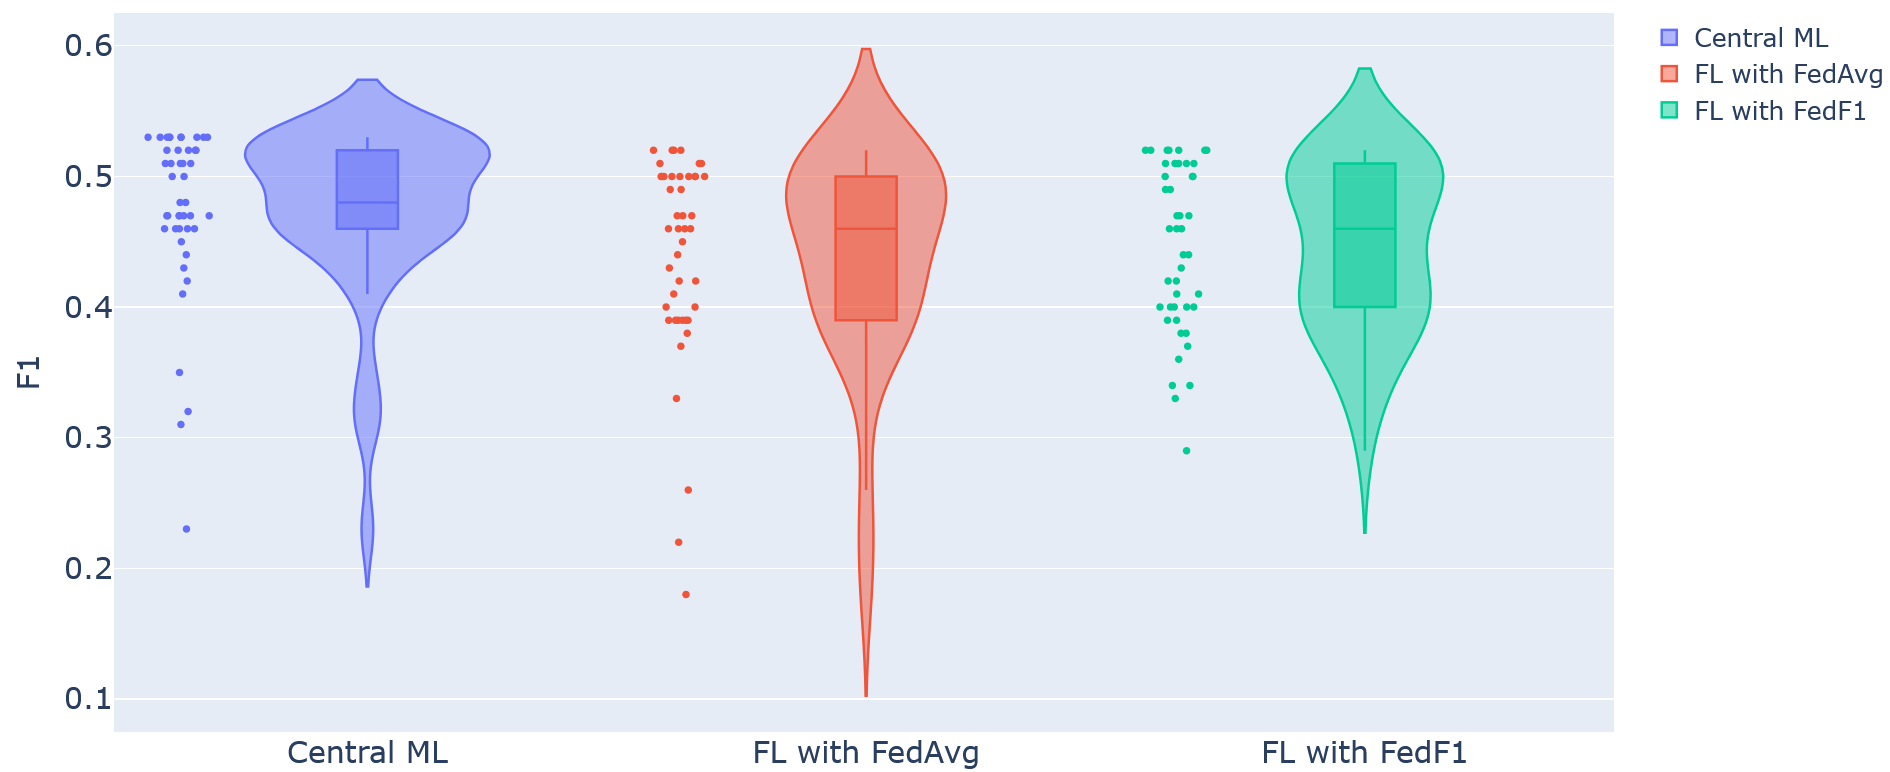 0.6
0.5
0.4
0.3
0.2
0.1
F1
Central ML
FL with FedAvg
FL with FedF1
Central ML
FL with FedAvg
FL with FedF1